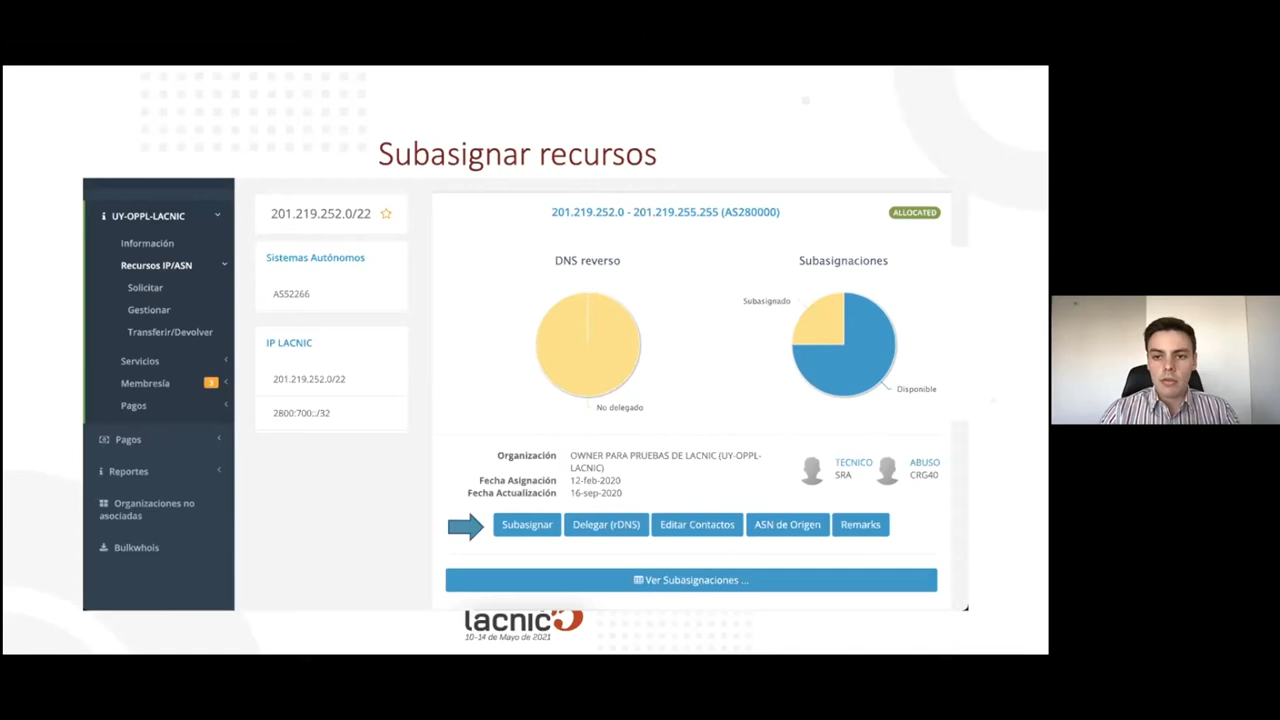 Subasignar recursos
UY-OPPL-LACNIC
Información
Recursos IP/ASN
Solicitar
Gestionar
Transferir/Devolver
Servicios
Membresía 3
Pagos
Pagos
Reportes
Organizaciones no
asociadas
Bulkwhois
201.219.252.0/22
Sistemas Autónomos
AS52266
IP LACNIC
201.219.252.0/22
2800:700::/32
201.219.252.0 - 201.219.255.255 (AS280000)
ALLOCATED
DNS reverso
No delegado
Subasignaciones
Subasignado
Disponible
Organización OWNER PARA PRUEBAS DE LACNIC (UY-OPPL-
LACNIC)
Fecha Asignación 12-feb-2020
Fecha Actualización 16-sep-2020
TECNICO
SRA
ABUSO
CRG40
Subasignar Delegar (rDNS) Editar Contactos ASN de Origen Remarks
Ver Subasignaciones ...
lacnic35
10-14 de Mayo de 2021